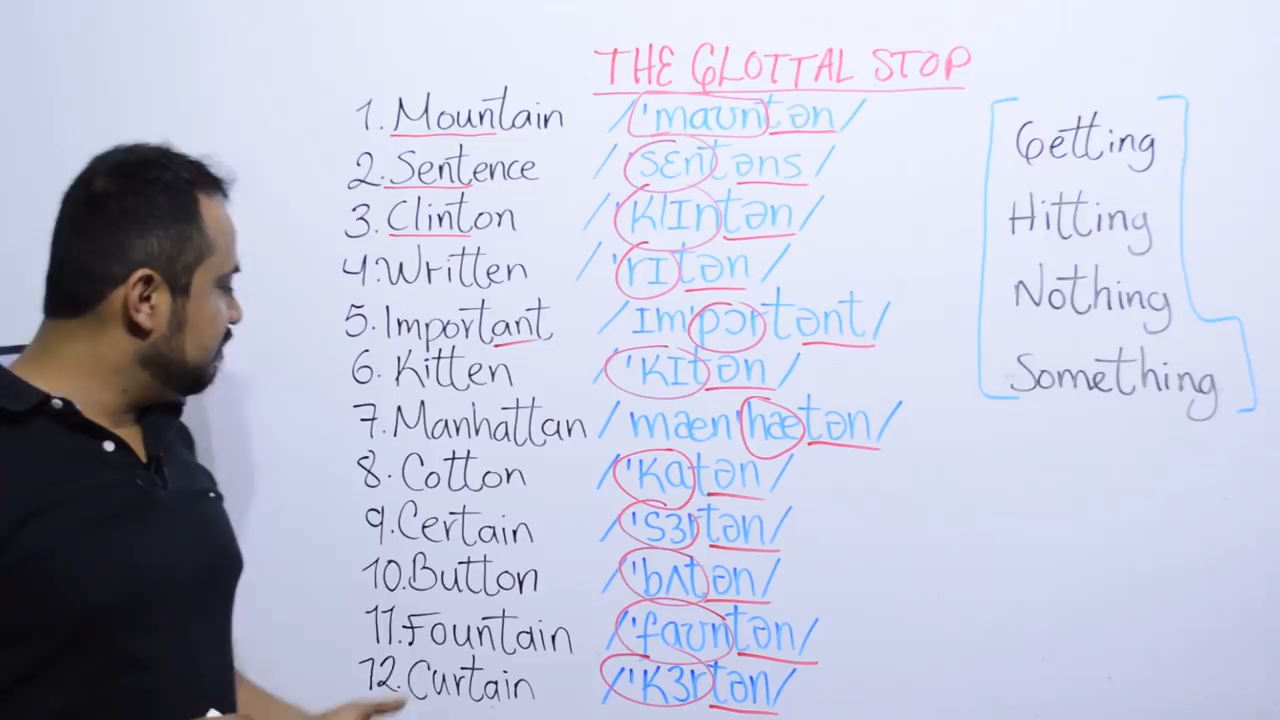 THE GLOTTAL STOP
1. Mountain /ˈmaʊntən/
2. Sentence /ˈsɛntəns/
3. Clinton /ˈklɪntən/
4. Written /ˈrɪtən/
5. Important /ɪmˈpɔrtənt/
6. Kitten /ˈkɪtən/
7. Manhattan /mænˈhætən/
8. Cotton /ˈkɑtən/
9. Certain /ˈsɜrtən/
10. Button /ˈbʌtən/
11. Fountain /ˈfaʊntən/
12. Curtain /ˈkɜrtən/
Getting
Hitting
Nothing
Something